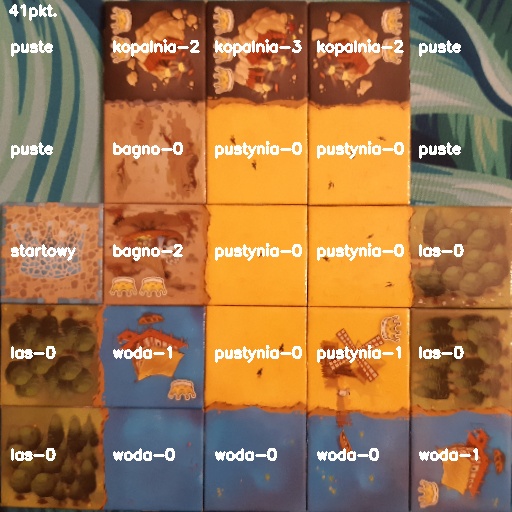 41pkt.
puste kopalnia-2 kopalnia-3 kopalnia-2 puste
puste bagno-0 pustynia-0 pustynia-0 puste
startowy bagno-2 pustynia-0 pustynia-0 las-0
las-0 woda-1 pustynia-0 pustynia-1 las-0
las-0 woda-0 woda-0 woda-0 woda-1